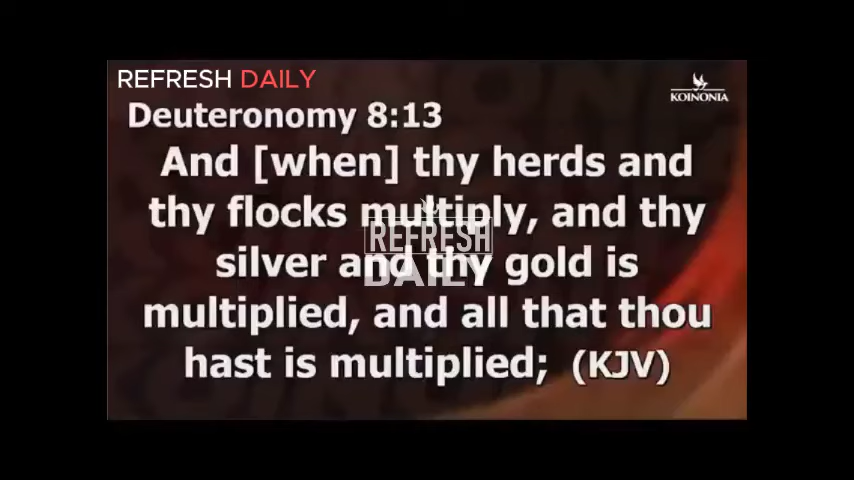 REFRESH DAILY
KOINONIA
Deuteronomy 8:13
And [when] thy herds and
thy flocks multiply, and thy
REFRESH
silver and thy gold is
DAILY
multiplied, and all that thou
hast is multiplied; (KJV)